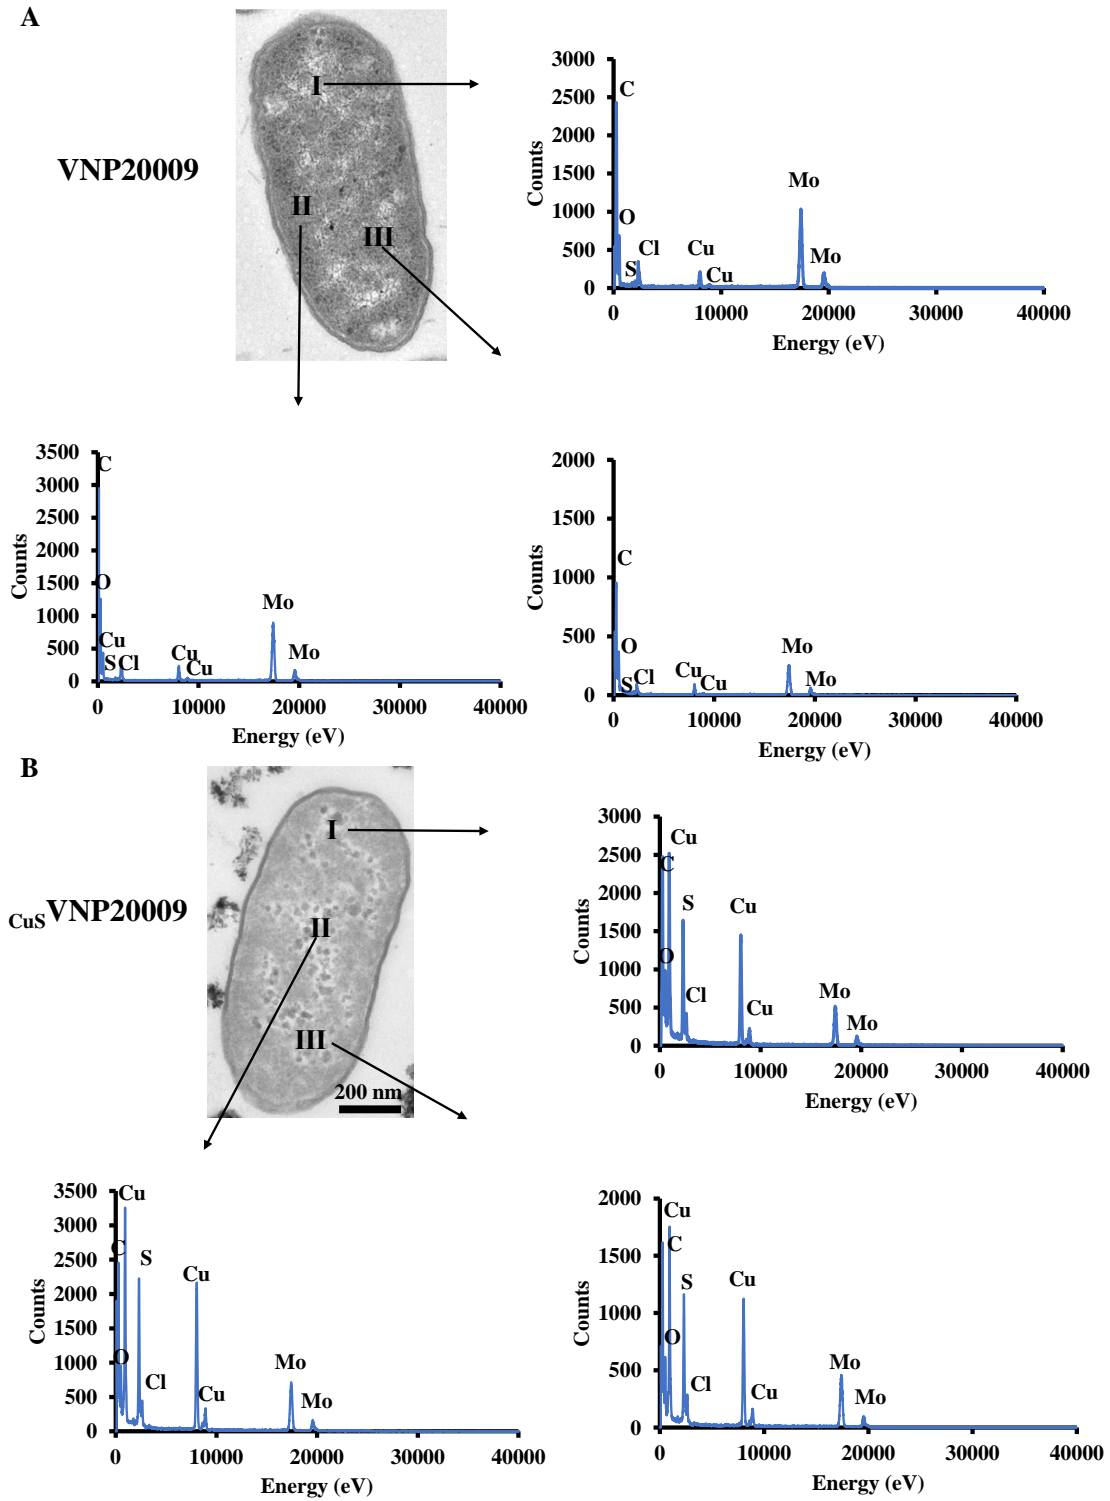 A
VNP20009
I
II
III
3000
2500
2000
1500
1000
500
0
Counts
C
O
S
Cl
Cu
Cu
Mo
Mo
0 10000 20000 30000 40000
Energy (eV)
3500
3000
2500
2000
1500
1000
500
0
Counts
C
O
Cu
S
Cl
Cu
Cu
Mo
Mo
0 10000 20000 30000 40000
Energy (eV)
2000
1500
1000
500
0
Counts
C
O
S
Cl
Cu
Cu
Mo
Mo
0 10000 20000 30000 40000
Energy (eV)
B
CuSVNP20009
I
II
III
200 nm
3000
2500
2000
1500
1000
500
0
Counts
Cu
C
S
O
Cl
Cu
Cu
Mo
Mo
0 10000 20000 30000 40000
Energy (eV)
3500
3000
2500
2000
1500
1000
500
0
Counts
Cu
C
S
O
Cl
Cu
Cu
Mo
Mo
0 10000 20000 30000 40000
Energy (eV)
2000
1500
1000
500
0
Counts
Cu
C
S
O
Cl
Cu
Cu
Mo
Mo
0 10000 20000 30000 40000
Energy (eV)